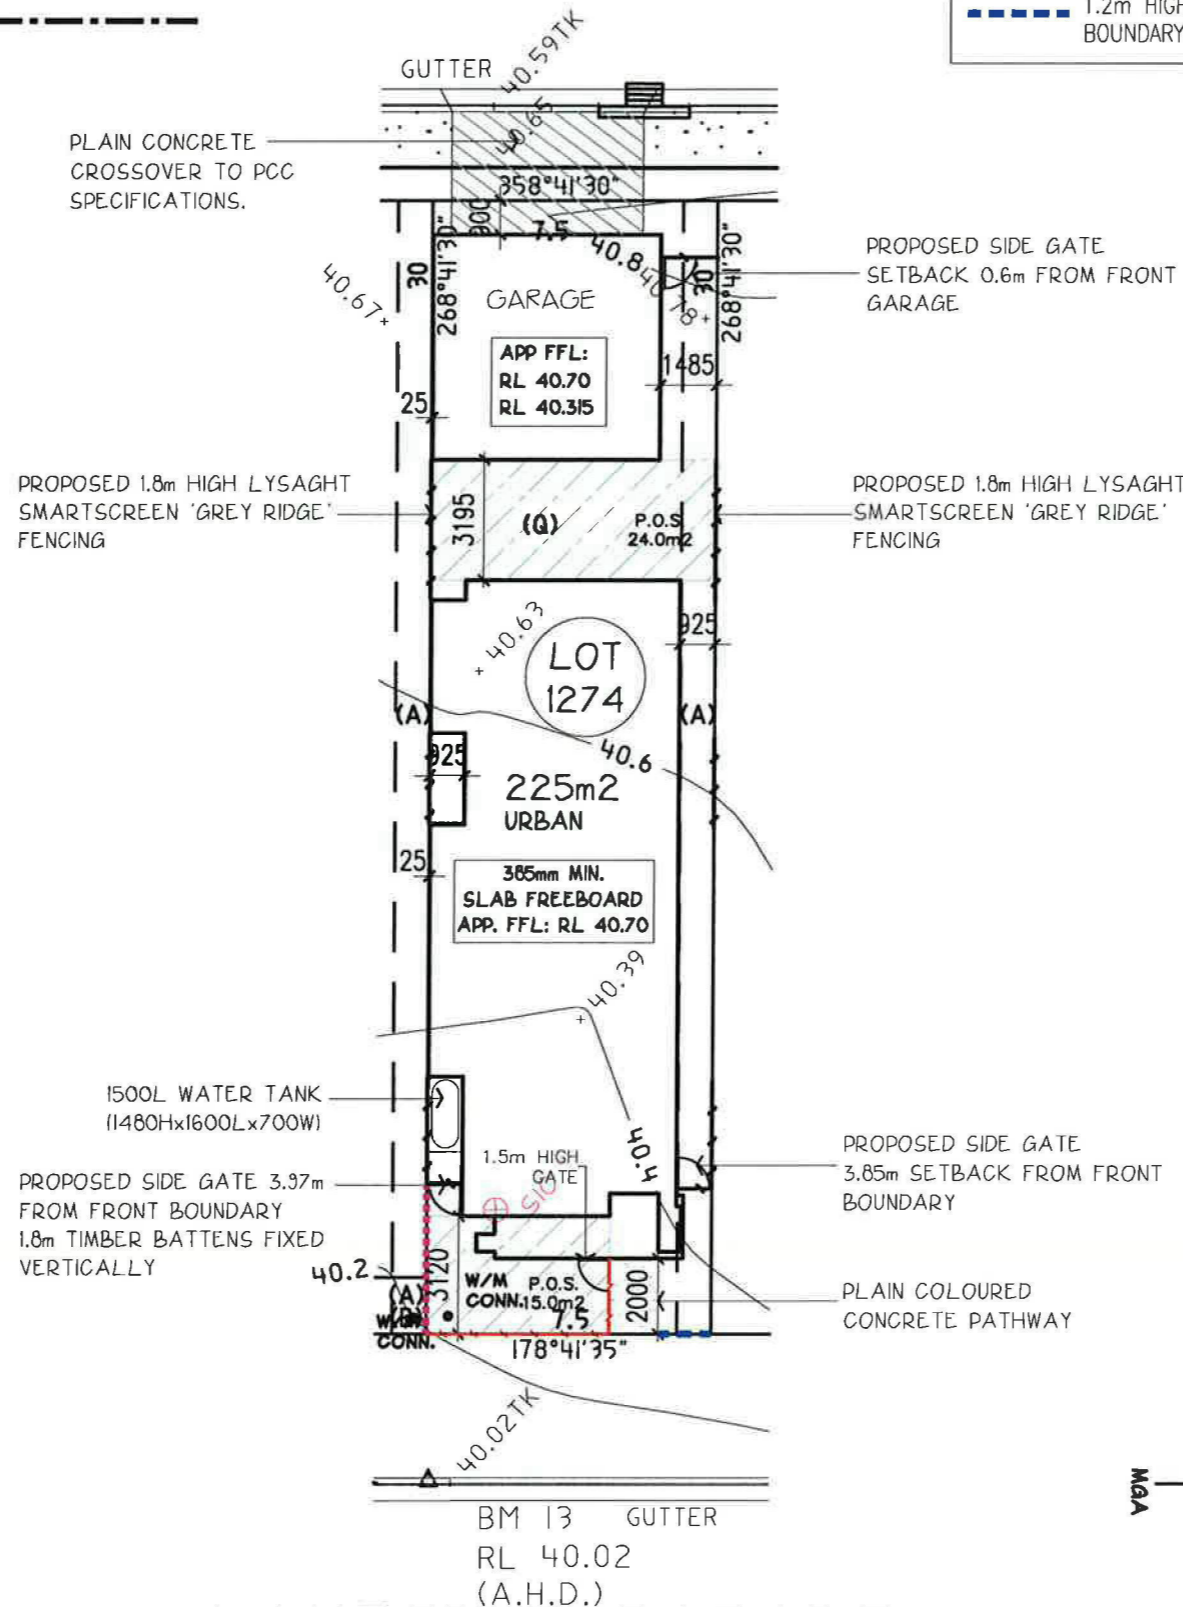 1.2m HIGH
BOUNDARY
GUTTER
40.59TK
40.65
PLAIN CONCRETE
CROSSOVER TO PCC
SPECIFICATIONS.
358°41'30"
900
7.5
40.8
40.78
30
268°41'30"
30
268°41'30"
40.67
PROPOSED SIDE GATE
SETBACK 0.6m FROM FRONT
GARAGE
GARAGE
APP FFL:
RL 40.70
RL 40.315
1485
25
PROPOSED 1.8m HIGH LYSAGHT
SMARTSCREEN 'GREY RIDGE'
FENCING
3195
(Q)
P.O.S
24.0m2
PROPOSED 1.8m HIGH LYSAGHT
SMARTSCREEN 'GREY RIDGE'
FENCING
40.63
925
LOT
1274
(A)
(A)
40.6
925
225m2
URBAN
25
385mm MIN.
SLAB FREEBOARD
APP. FFL: RL 40.70
40.39
1500L WATER TANK
(1480Hx1600Lx700W)
40.4
1.5m HIGH
GATE
S10
PROPOSED SIDE GATE
3.85m SETBACK FROM FRONT
BOUNDARY
PROPOSED SIDE GATE 3.97m
FROM FRONT BOUNDARY
1.8m TIMBER BATTENS FIXED
VERTICALLY
40.2
3120
W/M
CONN.
P.O.S.
15.0m2
7.5
2000
PLAIN COLOURED
CONCRETE PATHWAY
(A)
CONN.
178°41'35"
40.02TK
BM 13
GUTTER
RL 40.02
(A.H.D.)
MGA